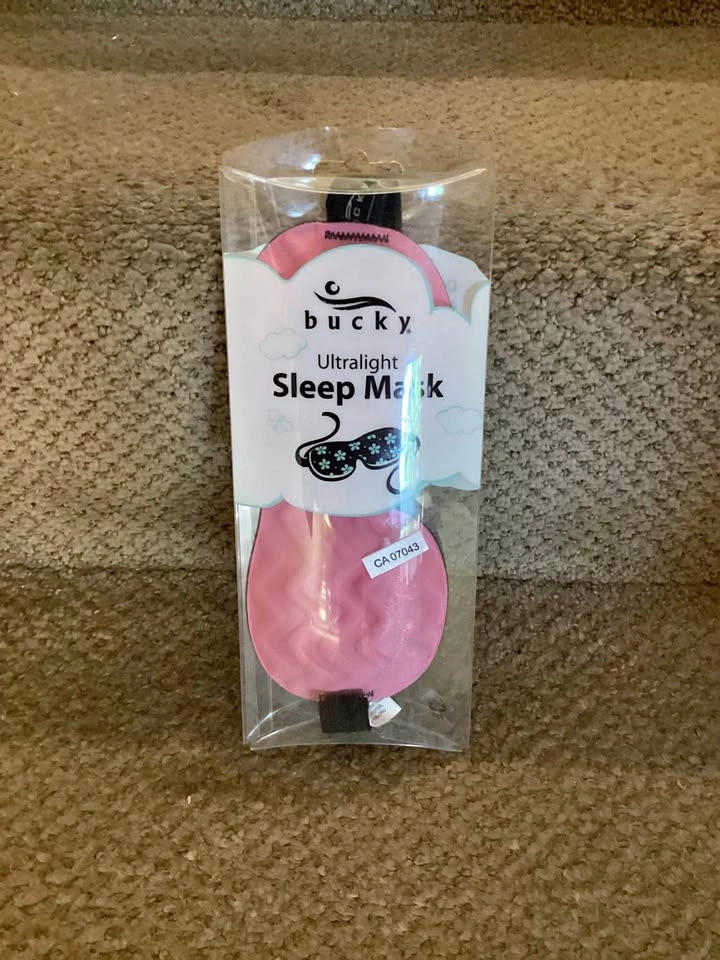 bucky
Ultralight
Sleep Mask
CA 07043